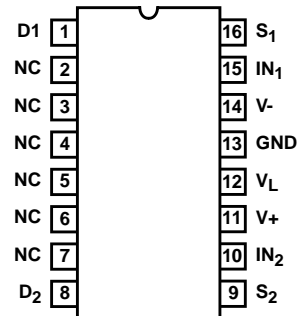 D1 1 16 S₁
NC 2 15 IN₁
NC 3 14 V-
NC 4 13 GND
NC 5 12 V_L
NC 6 11 V+
NC 7 10 IN₂
D₂ 8 9 S₂